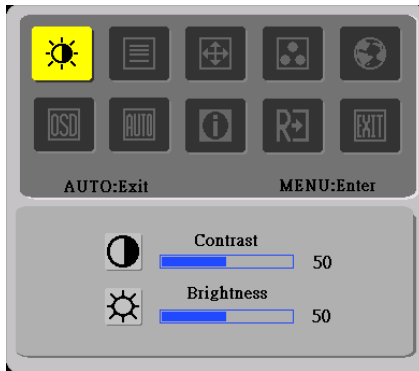 OSD AUTO i R EXIT
AUTO:Exit MENU:Enter
Contrast
50
Brightness
50